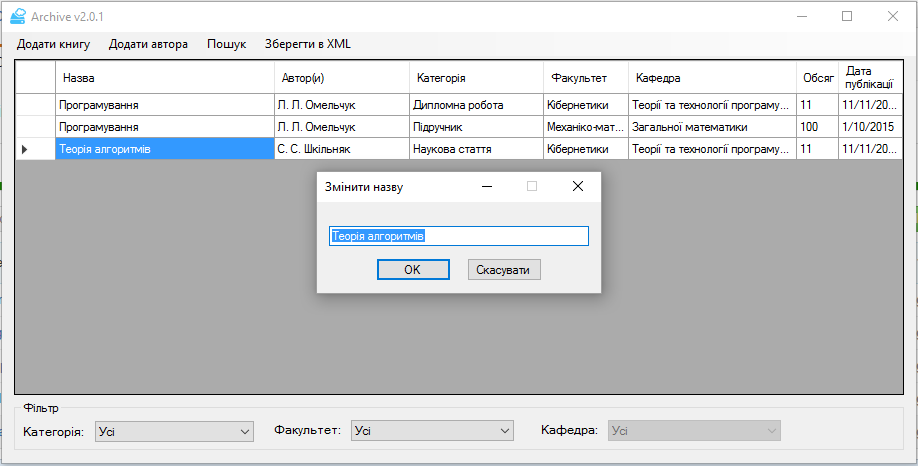 Archive v2.0.1
Додати книгу Додати автора Пошук Зберегти в XML
Назва Автор(и) Категорія Факультет Кафедра Обсяг Дата публікації
Програмування Л. Л. Омельчук Дипломна робота Кібернетики Теорії та технології програму... 11 11/11/20...
Програмування Л. Л. Омельчук Підручник Механіко-мат... Загальної математики 100 1/10/2015
Теорія алгоритмів С. С. Шкільняк Наукова стаття Кібернетики Теорії та технології програму... 11 11/11/20...
Змінити назву
Теорія алгоритмів
OK Скасувати
Фільтр
Категорія: Усі Факультет: Усі Кафедра: Усі